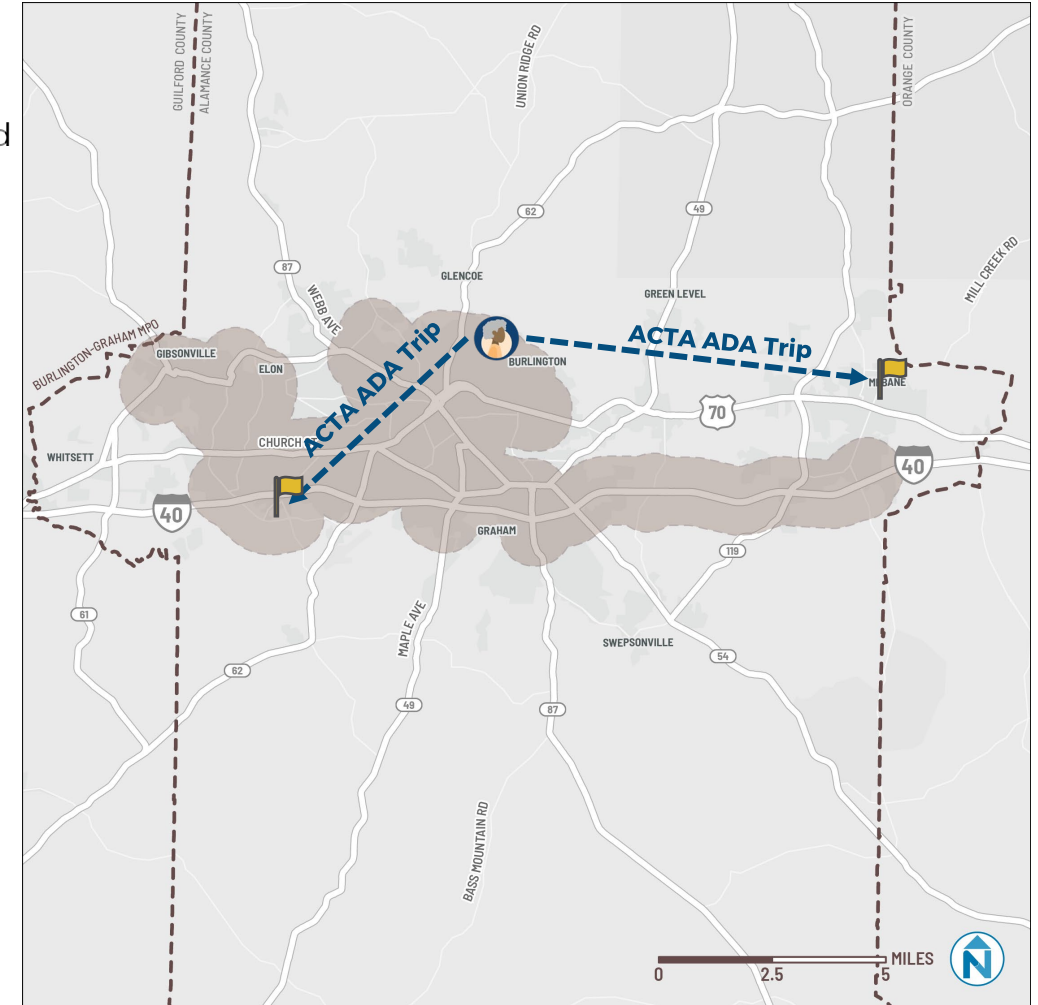 d
GUILFORD COUNTY
ALAMANCE COUNTY
UNION RIDGE RD
ORANGE COUNTY
62
49
87
GLENCOE
MILL CREEK RD
GREEN LEVEL
WEBB AVE
BURLINGTON-GRAHAM MPO
GIBSONVILLE
ELON
ACTA ADA Trip
ACTA ADA Trip
BURLINGTON
MEBANE
70
CHURCH ST
WHITSETT
40
40
GRAHAM
119
61
MAPLE AVE
SWEPSONVILLE
54
62
49
87
BASS MOUNTAIN RD
MILES
0 2.5 5
N